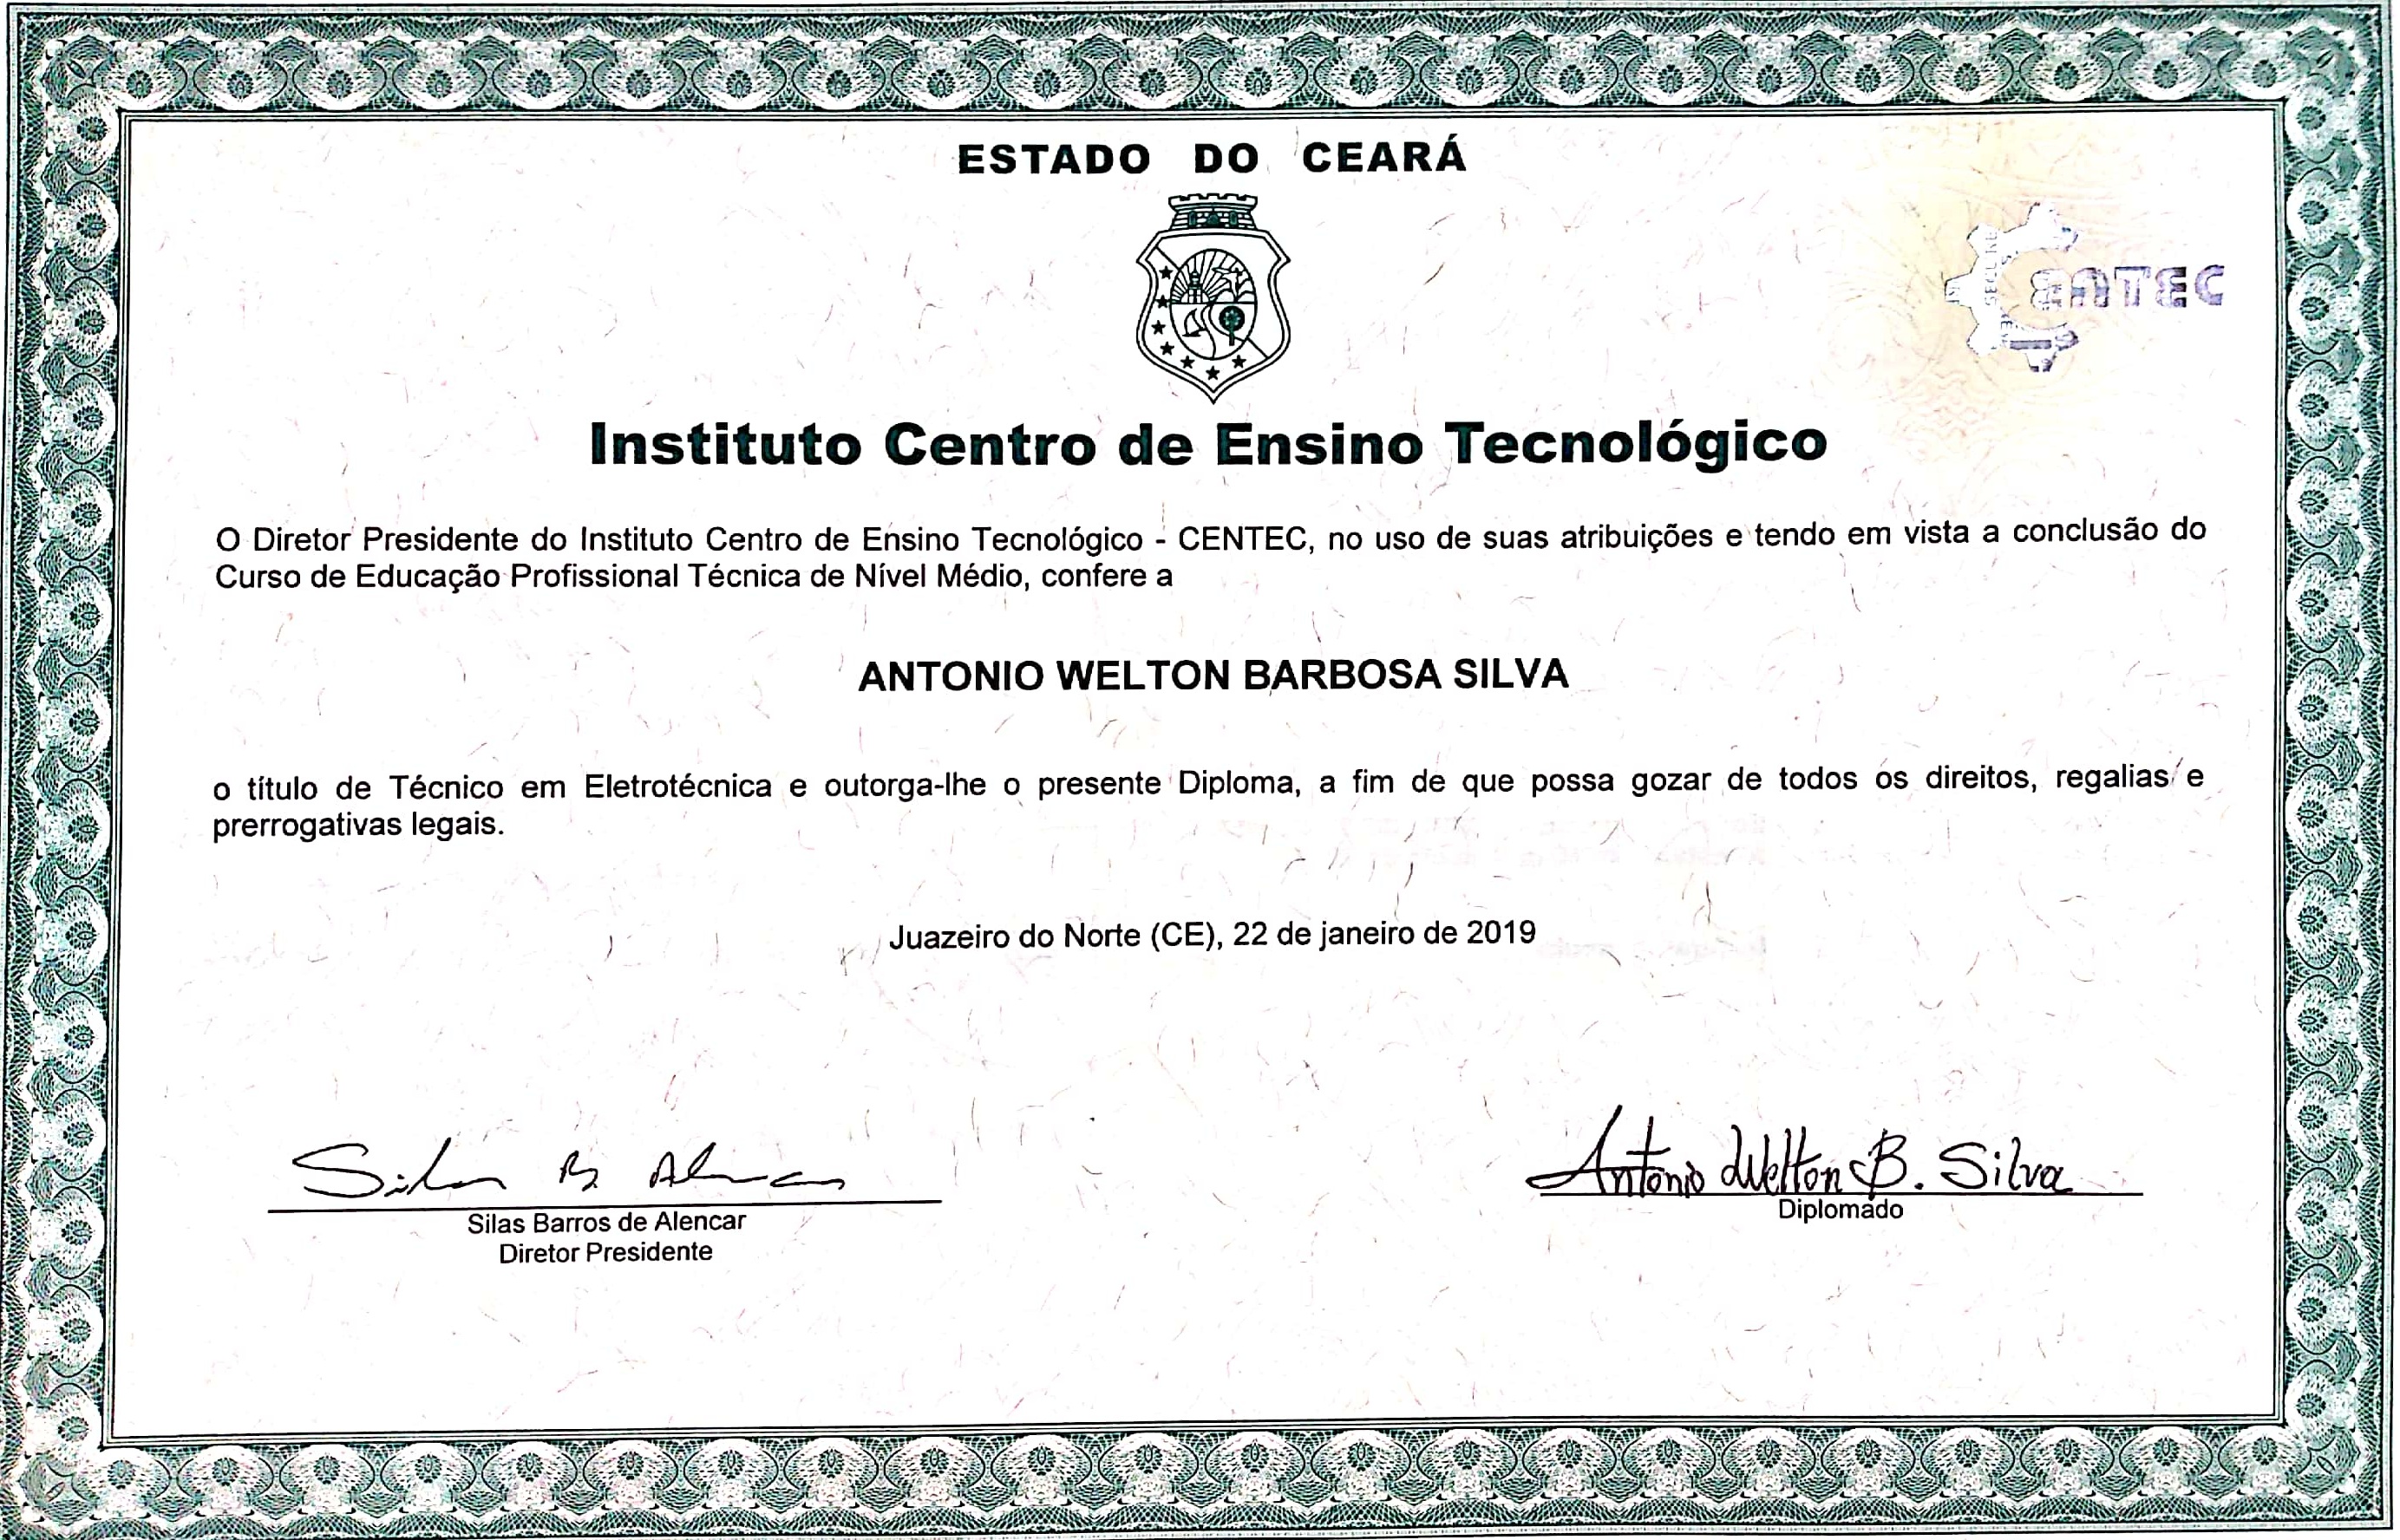 ESTADO DO CEARÁ
CENTEC
Instituto Centro de Ensino Tecnológico
O Diretor Presidente do Instituto Centro de Ensino Tecnológico - CENTEC, no uso de suas atribuições e tendo em vista a conclusão do
Curso de Educação Profissional Técnica de Nível Médio, confere a
ANTONIO WELTON BARBOSA SILVA
o título de Técnico em Eletrotécnica e outorga-lhe o presente Diploma, a fim de que possa gozar de todos os direitos, regalias e
prerrogativas legais.
Juazeiro do Norte (CE), 22 de janeiro de 2019
Silas B Alencar
Antonio Welton B. Silva
Silas Barros de Alencar
Diretor Presidente
Diplomado